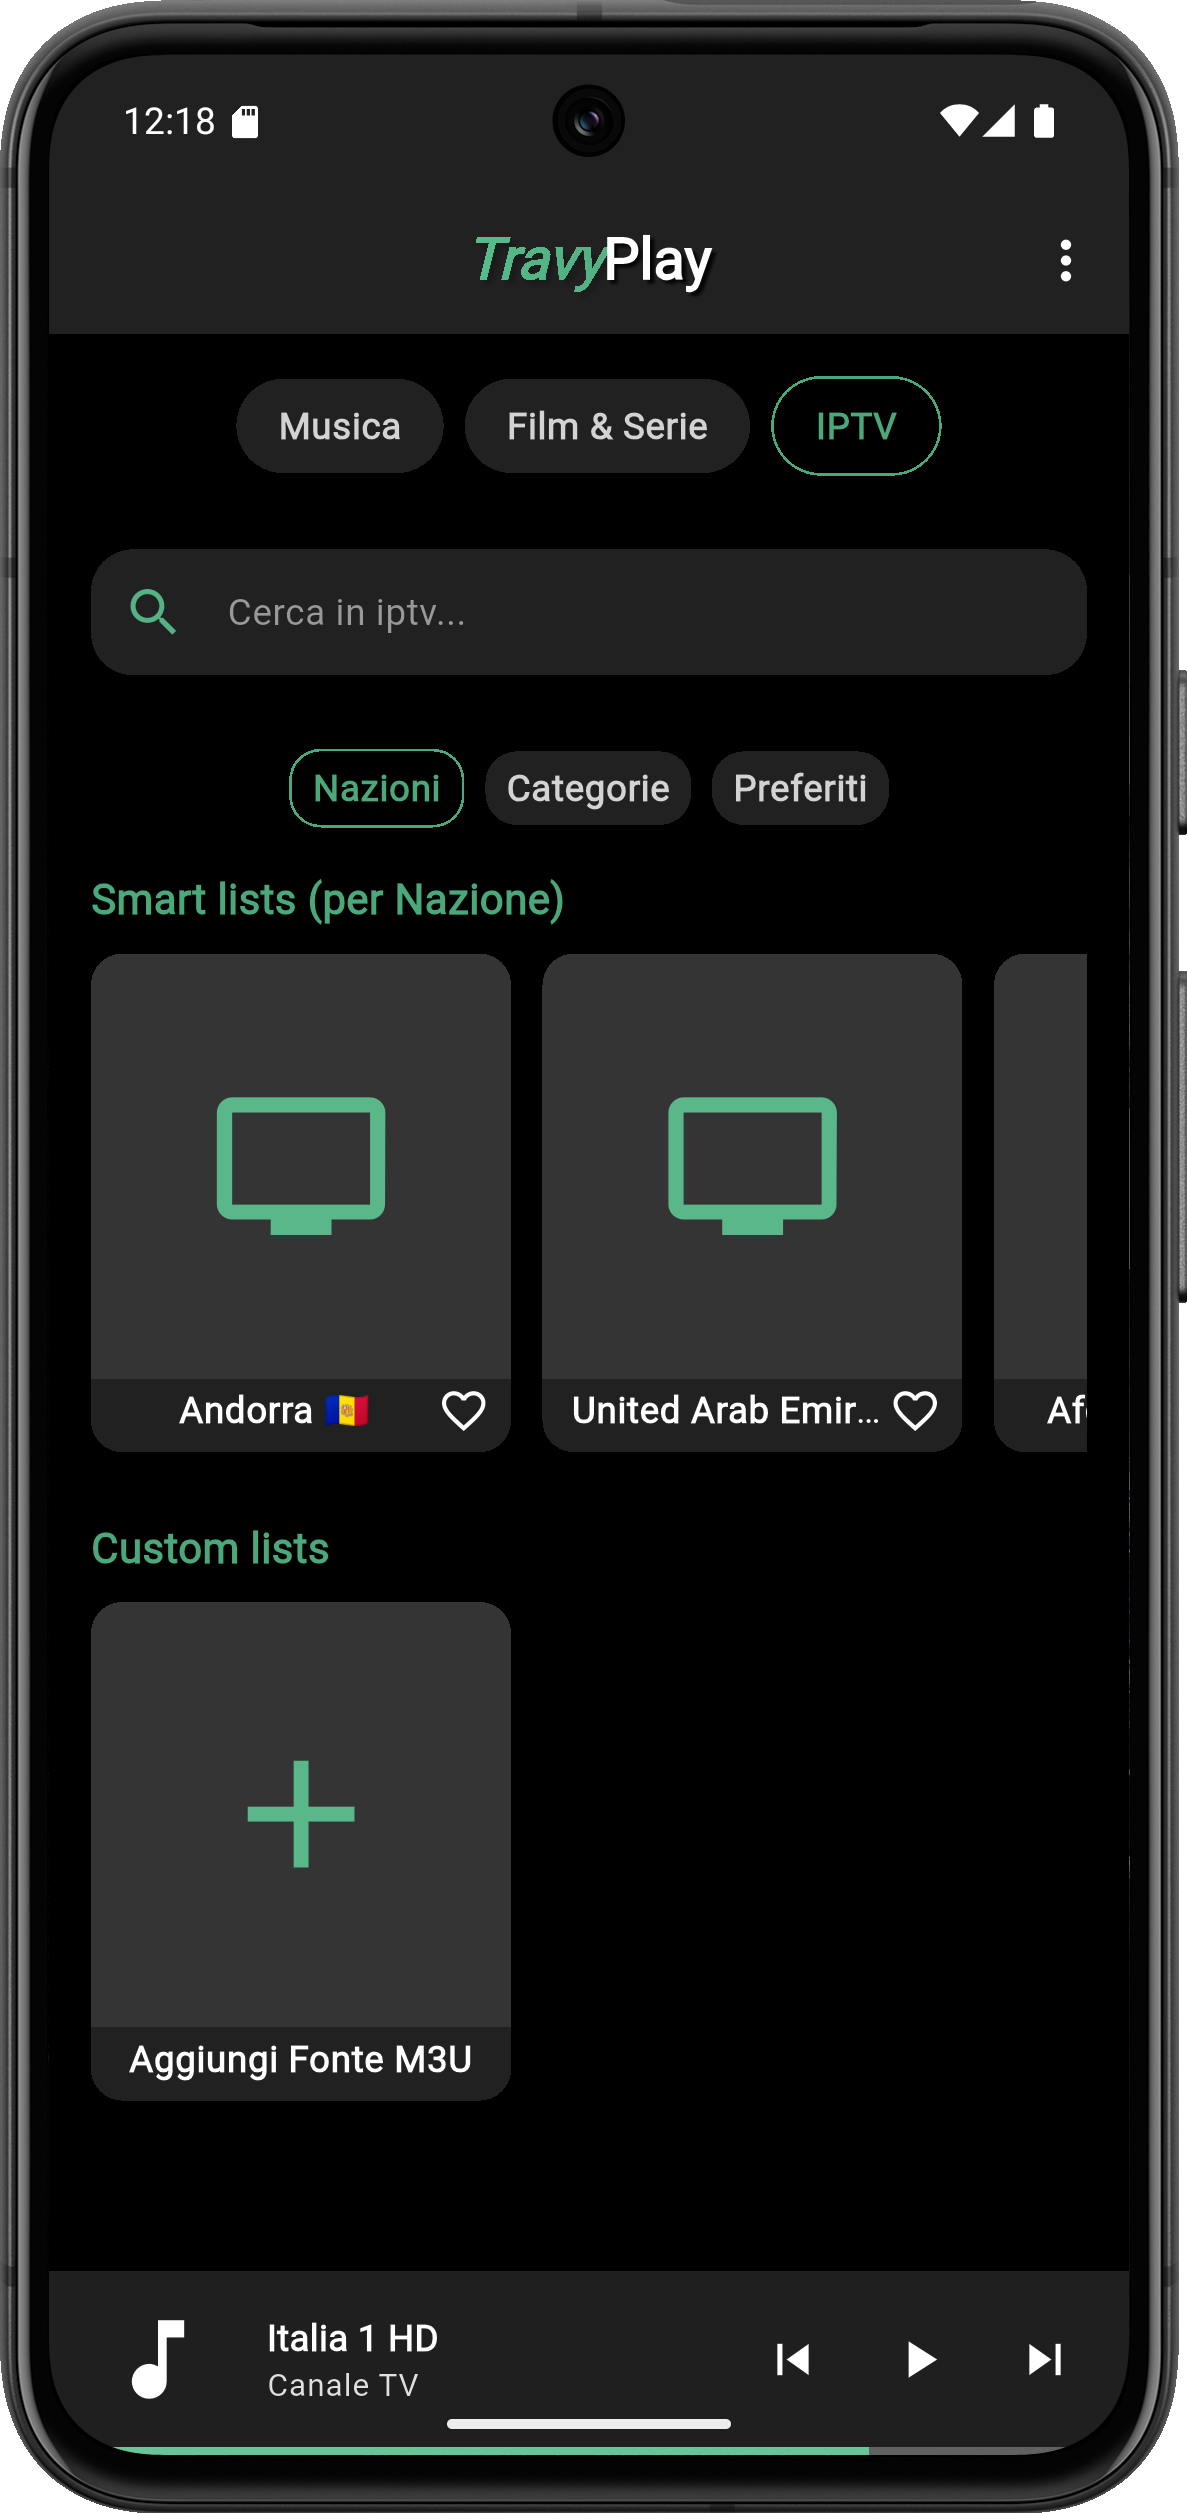 12:18
TravyPlay
Musica
Film & Serie
IPTV
Cerca in iptv...
Nazioni
Categorie
Preferiti
Smart lists (per Nazione)
Andorra 🇦🇩
United Arab Emir...
Af
Custom lists
Aggiungi Fonte M3U
Italia 1 HD
Canale TV